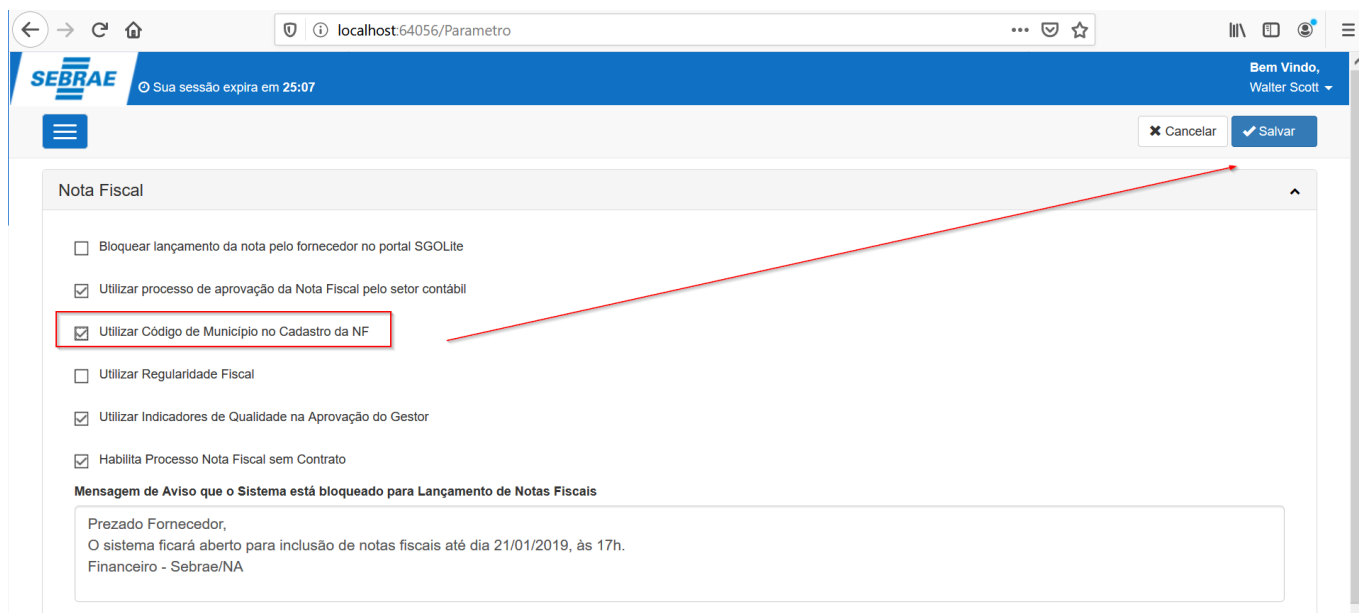 localhost:64056/Parametro
SEBRAE
Sua sessão expira em 25:07
Bem Vindo,
Walter Scott
Cancelar
Salvar
Nota Fiscal
Bloquear lançamento da nota pelo fornecedor no portal SGOLite
Utilizar processo de aprovação da Nota Fiscal pelo setor contábil
Utilizar Código de Município no Cadastro da NF
Utilizar Regularidade Fiscal
Utilizar Indicadores de Qualidade na Aprovação do Gestor
Habilita Processo Nota Fiscal sem Contrato
Mensagem de Aviso que o Sistema está bloqueado para Lançamento de Notas Fiscais
Prezado Fornecedor,
O sistema ficará aberto para inclusão de notas fiscais até dia 21/01/2019, às 17h.
Financeiro - Sebrae/NA